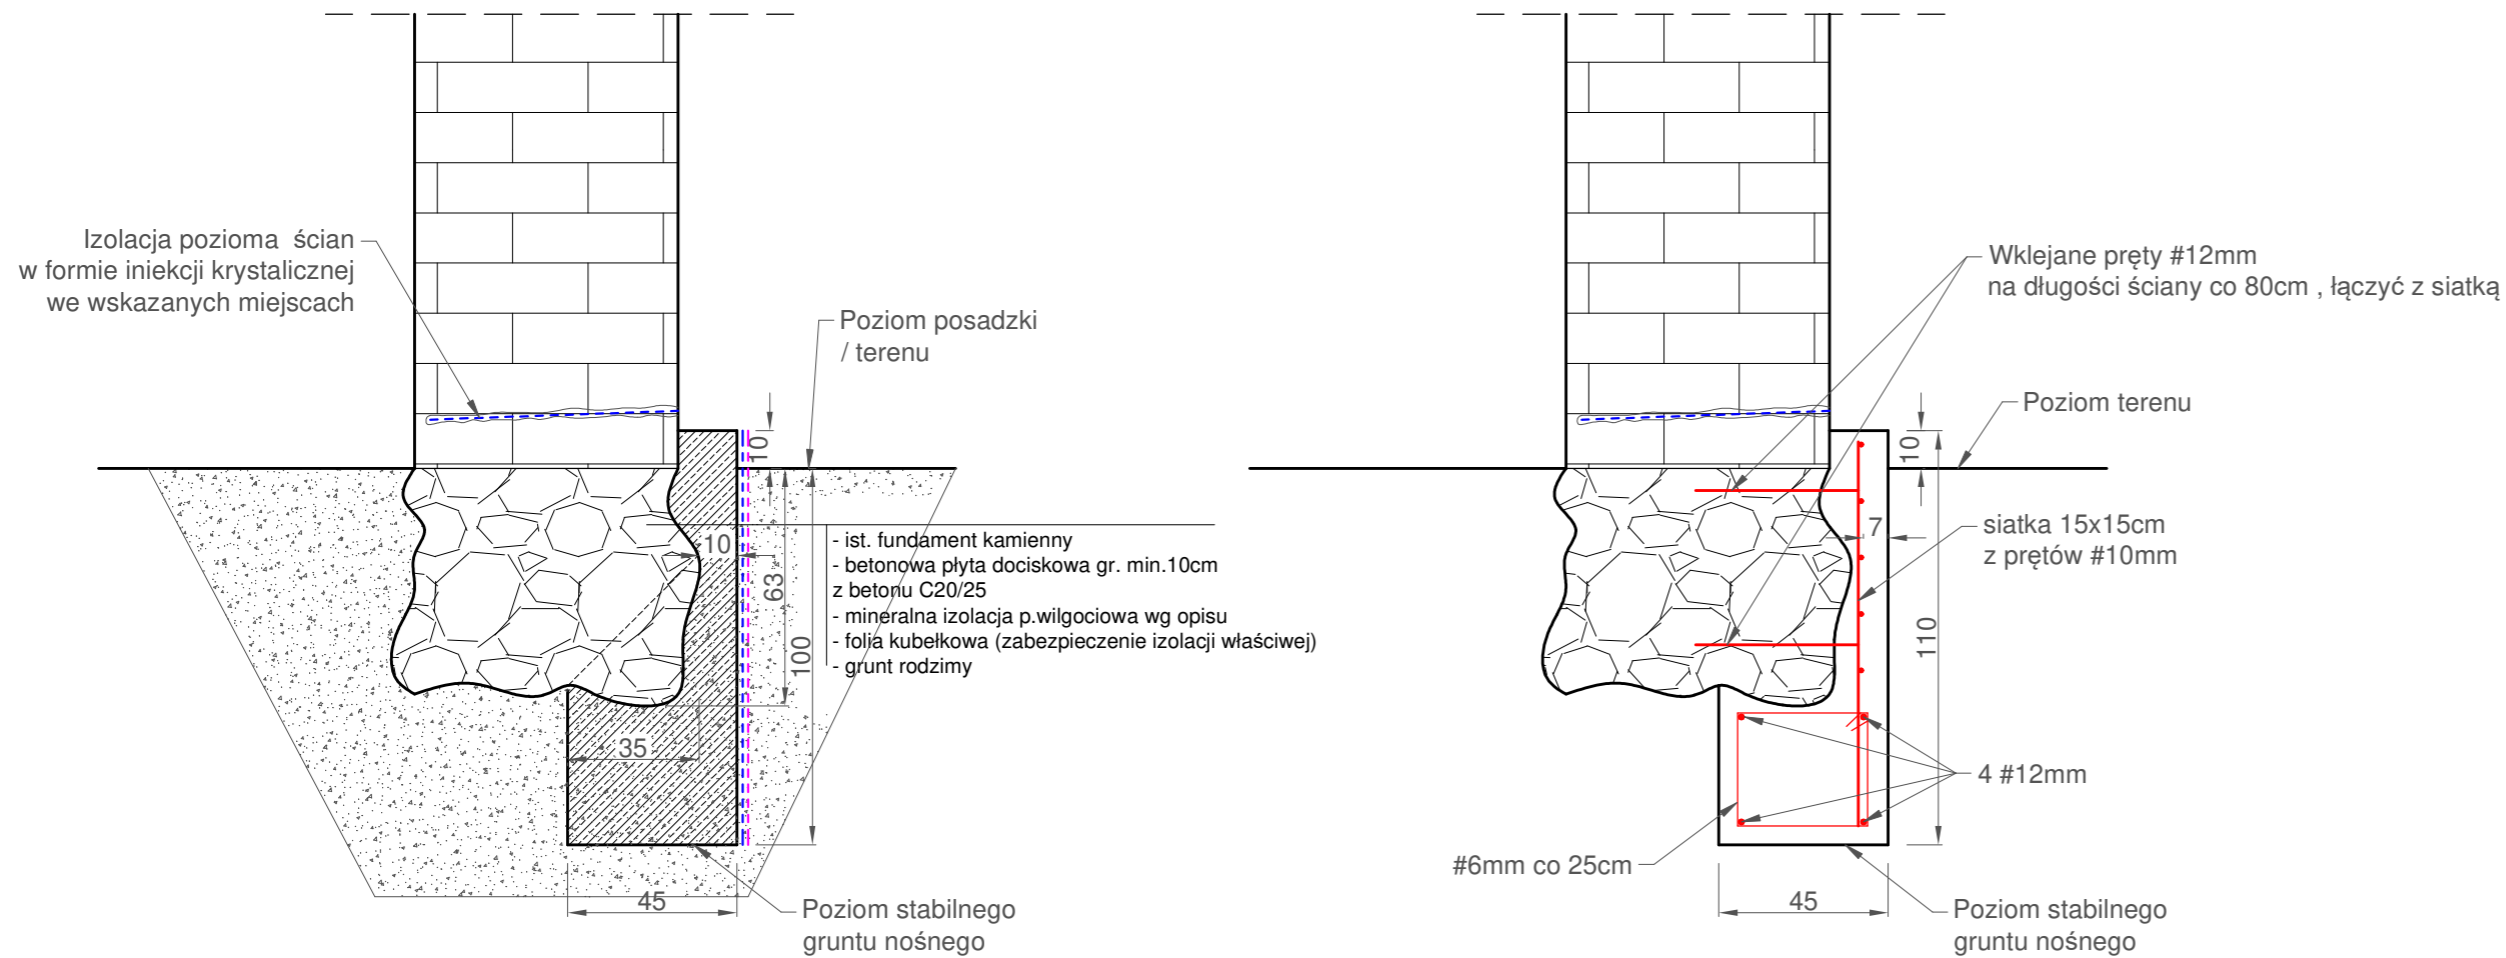 Izolacja pozioma ścian
w formie iniekcji krystalicznej
we wskazanych miejscach
Poziom posadzki
/ terenu
10
10
63
100
- ist. fundament kamienny
- betonowa płyta dociskowa gr. min.10cm
z betonu C20/25
- mineralna izolacja p.wilgociowa wg opisu
- folia kubełkowa (zabezpieczenie izolacji właściwej)
- grunt rodzimy
35
45
Poziom stabilnego
gruntu nośnego
Wklejane pręty #12mm
na długości ściany co 80cm , łączyć z siatką
Poziom terenu
10
7
110
siatka 15x15cm
z prętów #10mm
4 #12mm
#6mm co 25cm
45
Poziom stabilnego
gruntu nośnego